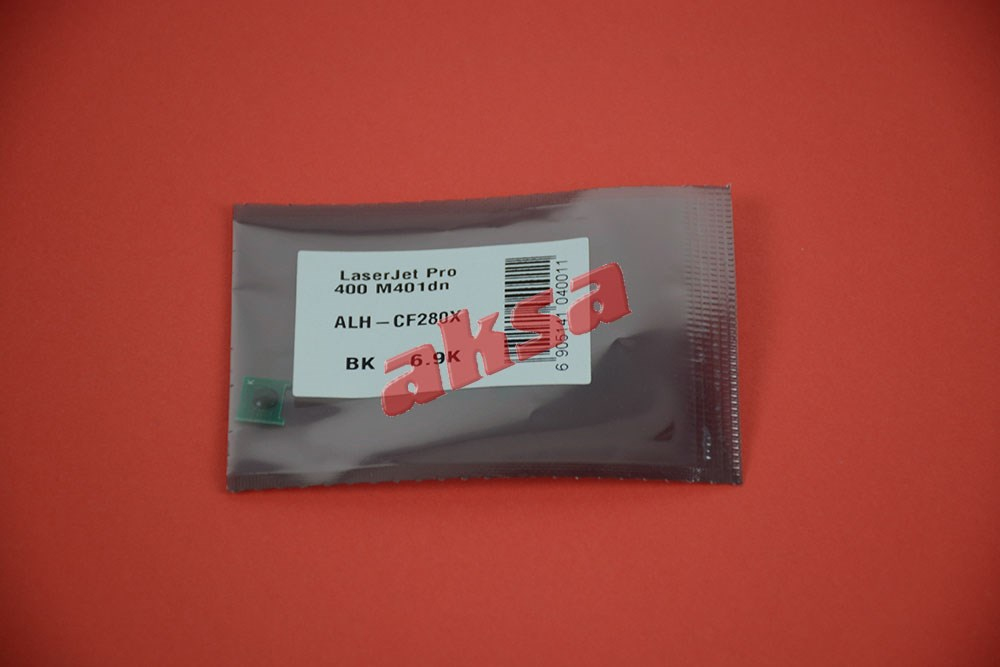 LaserJet Pro
400 M401dn
ALH – CF280X
BK 6.9K
6 905141 040011
aksa